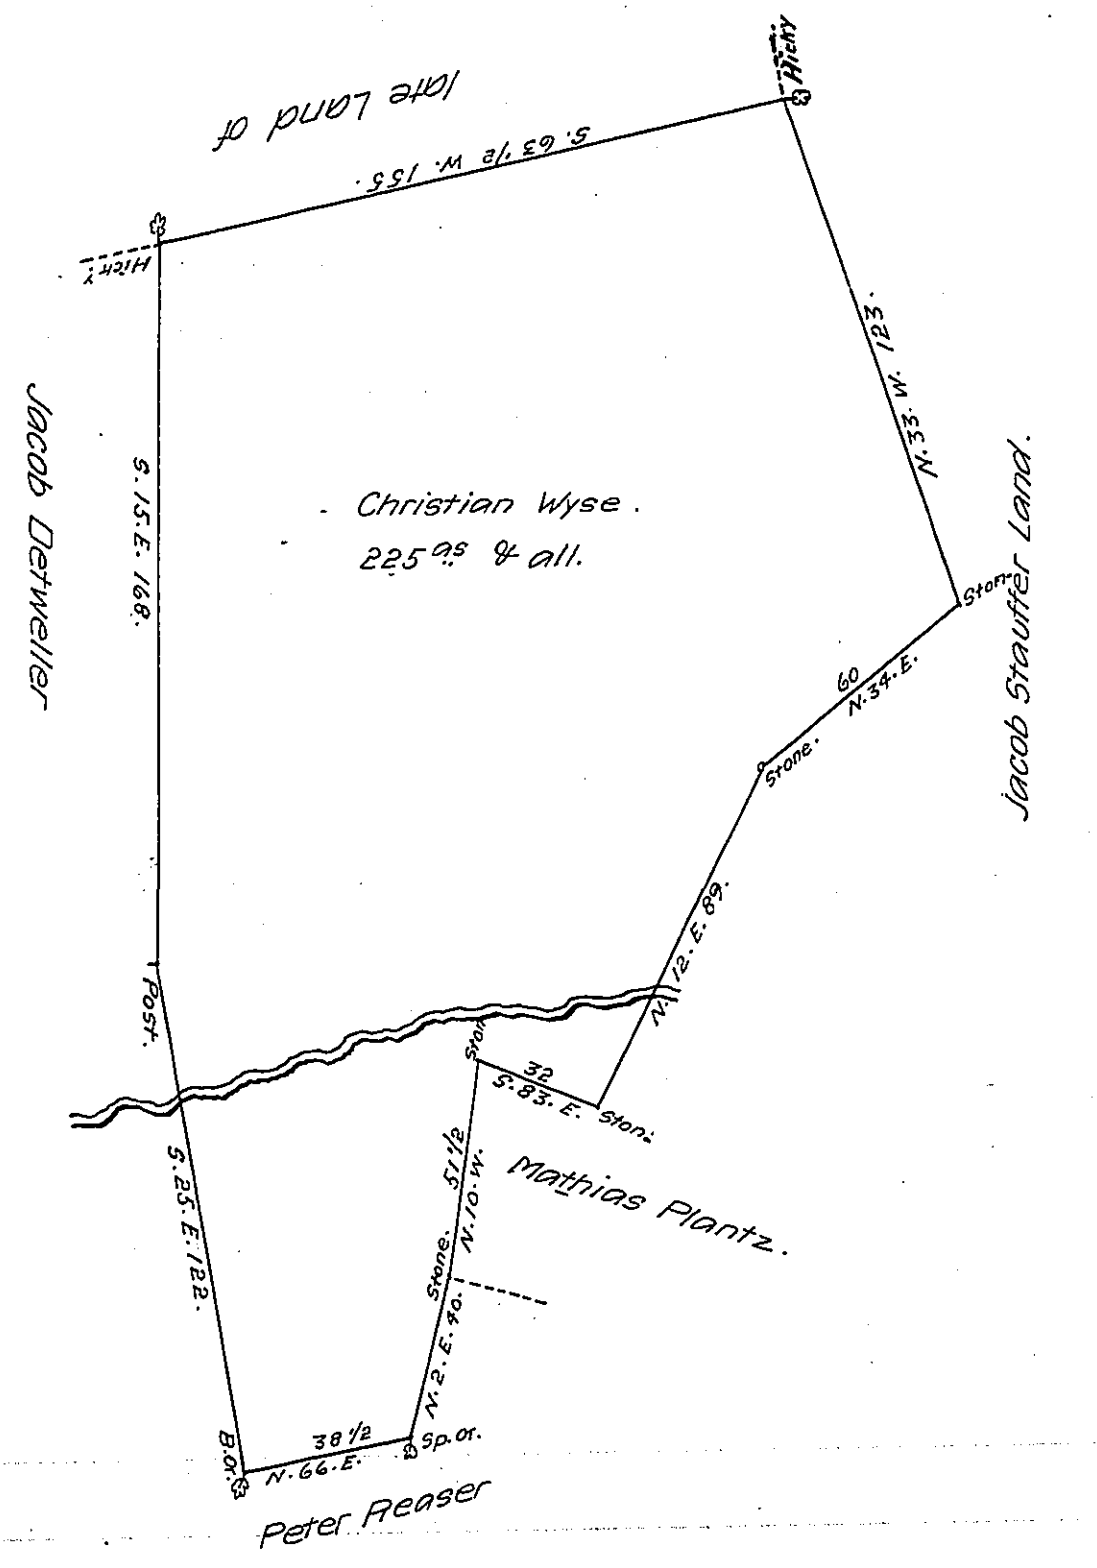 late Land of
Hicky
S. 63 1/2 W. 155.
Hick'y
Jacob Detweller
S. 15. E. 168.
Christian Wyse.
225 as & all.
N. 33. W. 123.
Jacob Stauffer Land.
Ston
60
N. 34. E.
Stone.
N. 12. E. 89.
Post.
Ston
32
S. 83. E.
Ston:
Mathias Plantz.
51 1/2
N. 10. W.
Stone.
S. 25. E. 122.
N. 2. E. 40.
B. or.
38 1/2
N. 66. E.
Sp. or.
Peter Reaser